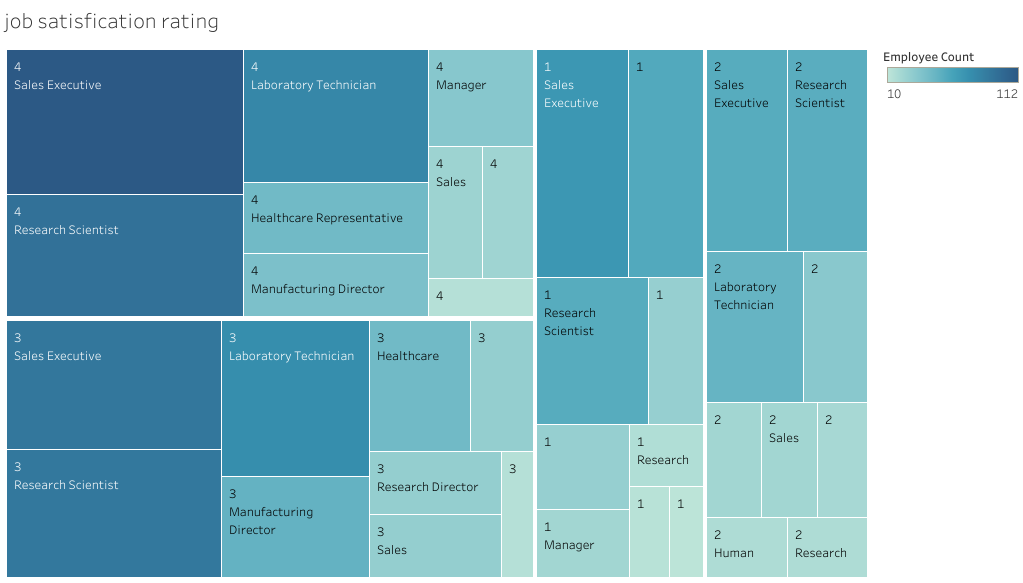 job satisfication rating
4
Sales Executive
4
Research Scientist
4
Laboratory Technician
4
Healthcare Representative
4
Manufacturing Director
4
Manager
4
Sales
4
4
3
Sales Executive
3
Research Scientist
3
Laboratory Technician
3
Manufacturing
Director
3
Healthcare
3
3
Research Director
3
Sales
3
1
Sales
Executive
1
1
Research
Scientist
1
1
1
Manager
1
Research
1
1
2
Sales
Executive
2
Research
Scientist
2
Laboratory
Technician
2
2
2
Sales
2
2
Human
2
Research
Employee Count
10
112